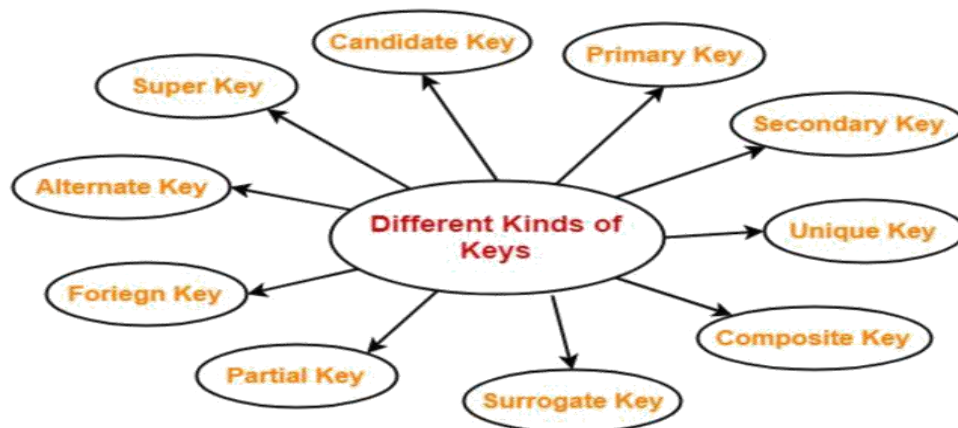 Candidate Key
Primary Key
Super Key
Secondary Key
Alternate Key
Different Kinds of
Keys
Unique Key
Foriegn Key
Composite Key
Partial Key
Surrogate Key